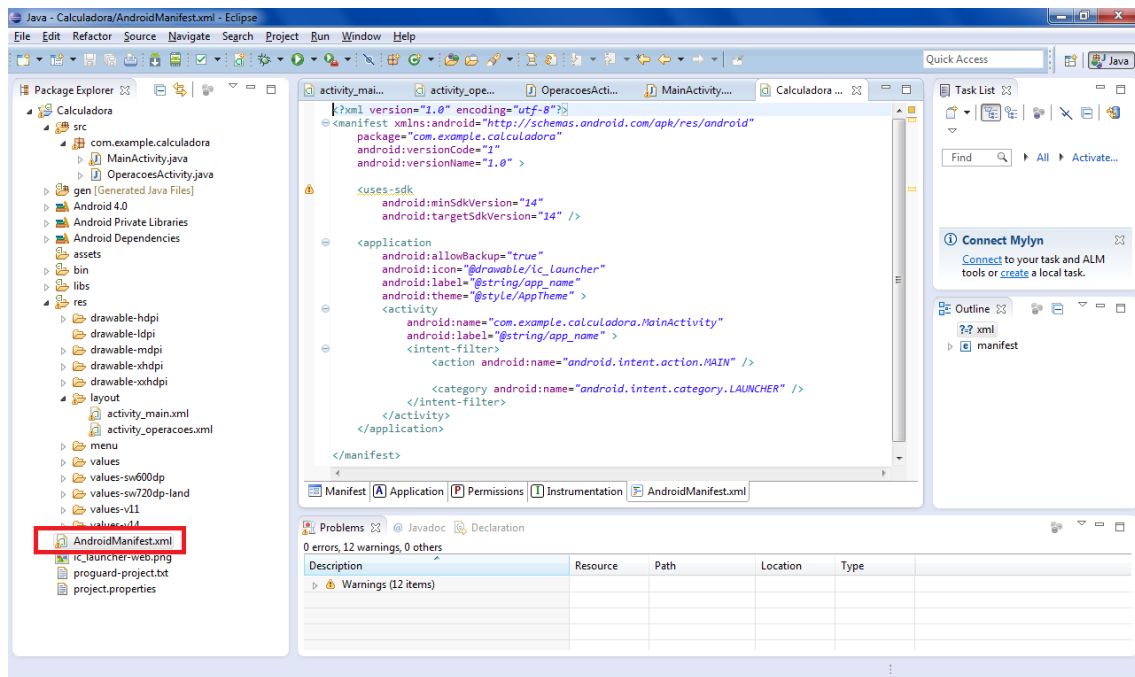 Java - Calculadora/AndroidManifest.xml - Eclipse
File Edit Refactor Source Navigate Search Project Run Window Help
Quick Access
Java
Package Explorer
Calculadora
src
com.example.calculadora
MainActivity.java
OperacoesActivity.java
gen [Generated Java Files]
Android 4.0
Android Private Libraries
Android Dependencies
assets
bin
libs
res
drawable-hdpi
drawable-ldpi
drawable-mdpi
drawable-xhdpi
drawable-xxhdpi
layout
activity_main.xml
activity_operacoes.xml
menu
values
values-sw600dp
values-sw720dp-land
values-v11
values-v14
AndroidManifest.xml
ic_launcher-web.png
proguard-project.txt
project.properties
activity_mai... activity_ope... OperacoesActi... MainActivity.... Calculadora ...
<?xml version="1.0" encoding="utf-8"?>
<manifest xmlns:android="http://schemas.android.com/apk/res/android"
package="com.example.calculadora"
android:versionCode="1"
android:versionName="1.0" >
<uses-sdk
android:minSdkVersion="14"
android:targetSdkVersion="14" />
<application
android:allowBackup="true"
android:icon="@drawable/ic_launcher"
android:label="@string/app_name"
android:theme="@style/AppTheme" >
<activity
android:name="com.example.calculadora.MainActivity"
android:label="@string/app_name" >
<intent-filter>
<action android:name="android.intent.action.MAIN" />
<category android:name="android.intent.category.LAUNCHER" />
</intent-filter>
</activity>
</application>
</manifest>
Manifest A Application P Permissions I Instrumentation AndroidManifest.xml
Task List
Find All Activate...
Connect Mylyn
Connect to your task and ALM
tools or create a local task.
Outline
?-? xml
e manifest
Problems @ Javadoc Declaration
0 errors, 12 warnings, 0 others
Description Resource Path Location Type
Warnings (12 items)